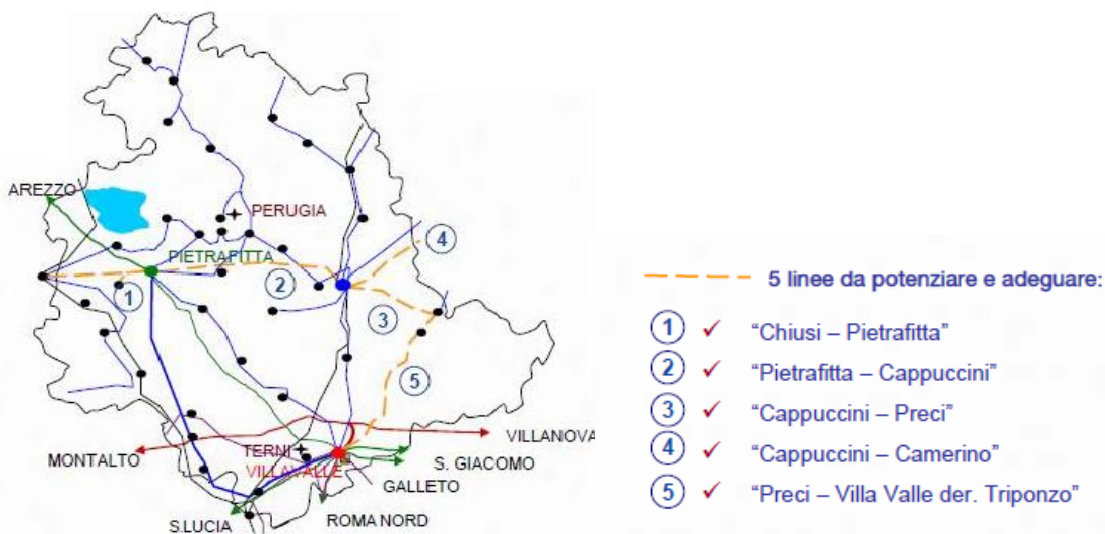 AREZZO
PERUGIA
PIETRAFITTA
4
1
2
3
5
TERNI
VILLAVALLE
MONTALTO
VILLANOVA
S. GIACOMO
GALLETO
ROMA NORD
S.LUCIA
5 linee da potenziare e adeguare:
1 ✓ “Chiusi – Pietrafitta”
2 ✓ “Pietrafitta – Cappuccini”
3 ✓ “Cappuccini – Preci”
4 ✓ “Cappuccini – Camerino”
5 ✓ “Preci – Villa Valle der. Triponzo”